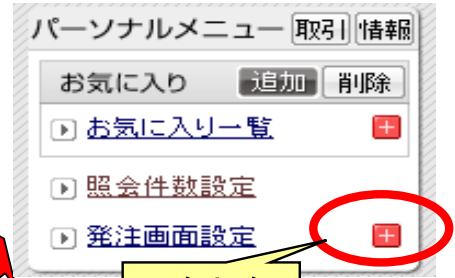 パーソナルメニュー 取引 情報
お気に入り 追加 削除
お気に入り一覧
照会件数設定
発注画面設定